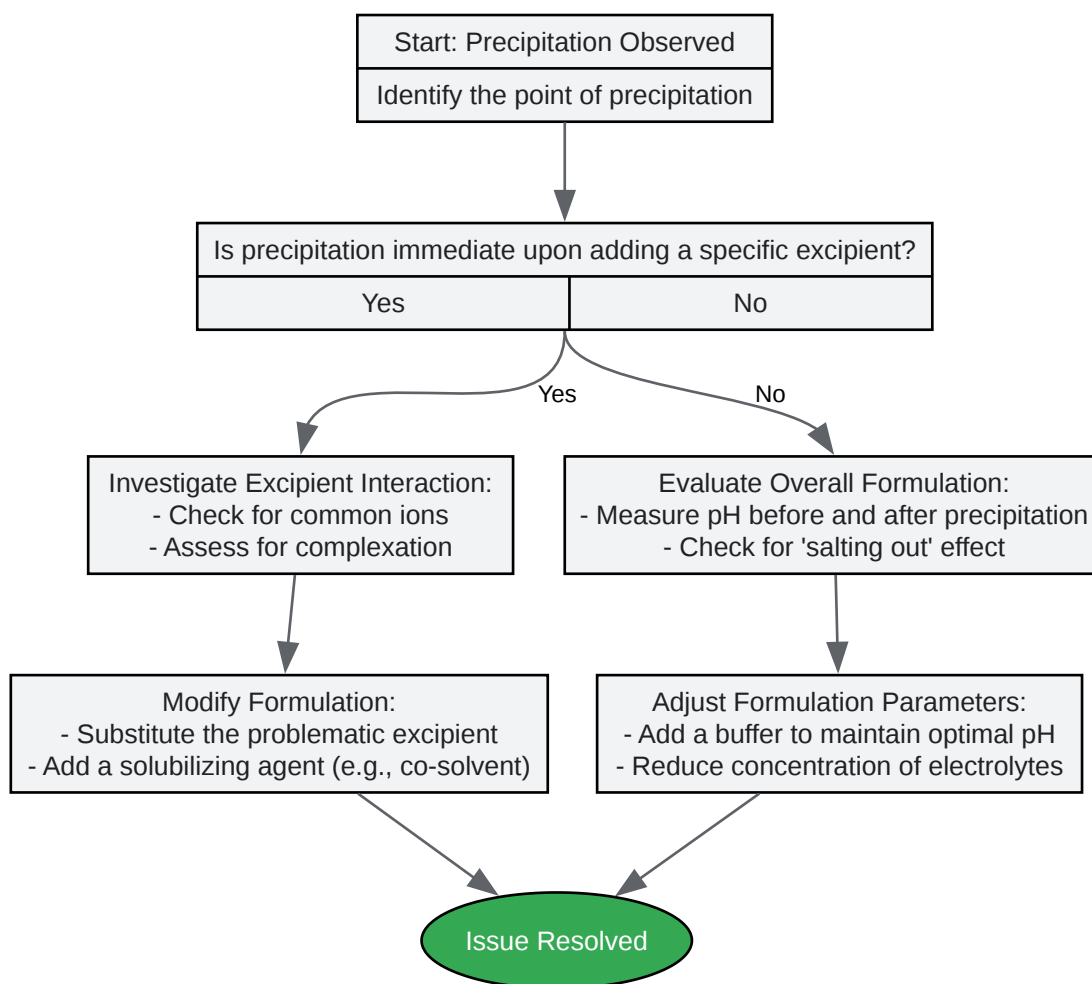 Start: Precipitation Observed
Identify the point of precipitation
Is precipitation immediate upon adding a specific excipient?
Yes
No
Yes
No
Investigate Excipient Interaction:
- Check for common ions
- Assess for complexation
Evaluate Overall Formulation:
- Measure pH before and after precipitation
- Check for 'salting out' effect
Modify Formulation:
- Substitute the problematic excipient
- Add a solubilizing agent (e.g., co-solvent)
Adjust Formulation Parameters:
- Add a buffer to maintain optimal pH
- Reduce concentration of electrolytes
Issue Resolved